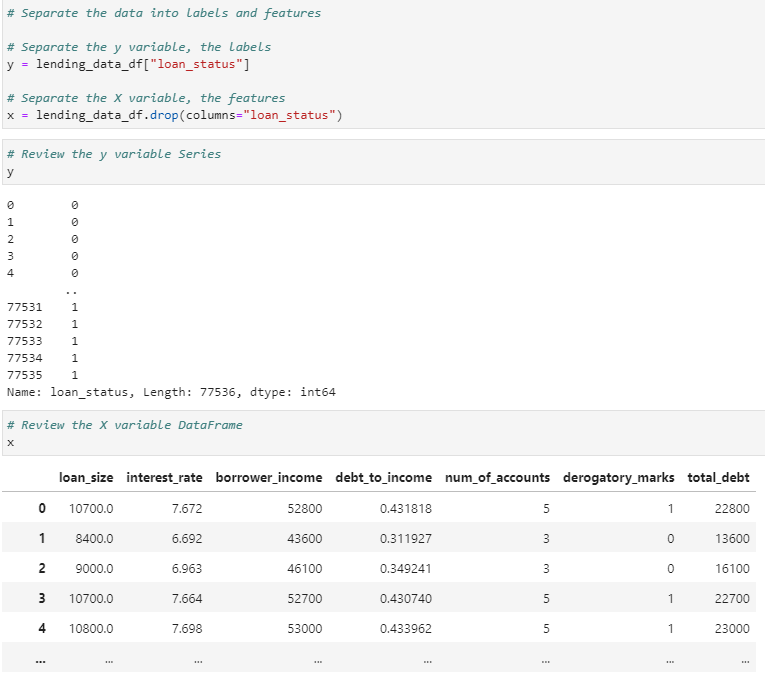 # Separate the data into labels and features
# Separate the y variable, the labels
y = lending_data_df["loan_status"]
# Separate the X variable, the features
x = lending_data_df.drop(columns="loan_status")
# Review the y variable Series
y
0 0
1 0
2 0
3 0
4 0
..
77531 1
77532 1
77533 1
77534 1
77535 1
Name: loan_status, Length: 77536, dtype: int64
# Review the X variable DataFrame
x
loan_size interest_rate borrower_income debt_to_income num_of_accounts derogatory_marks total_debt
0 10700.0 7.672 52800 0.431818 5 1 22800
1 8400.0 6.692 43600 0.311927 3 0 13600
2 9000.0 6.963 46100 0.349241 3 0 16100
3 10700.0 7.664 52700 0.430740 5 1 22700
4 10800.0 7.698 53000 0.433962 5 1 23000
... ... ... ... ... ... ... ...